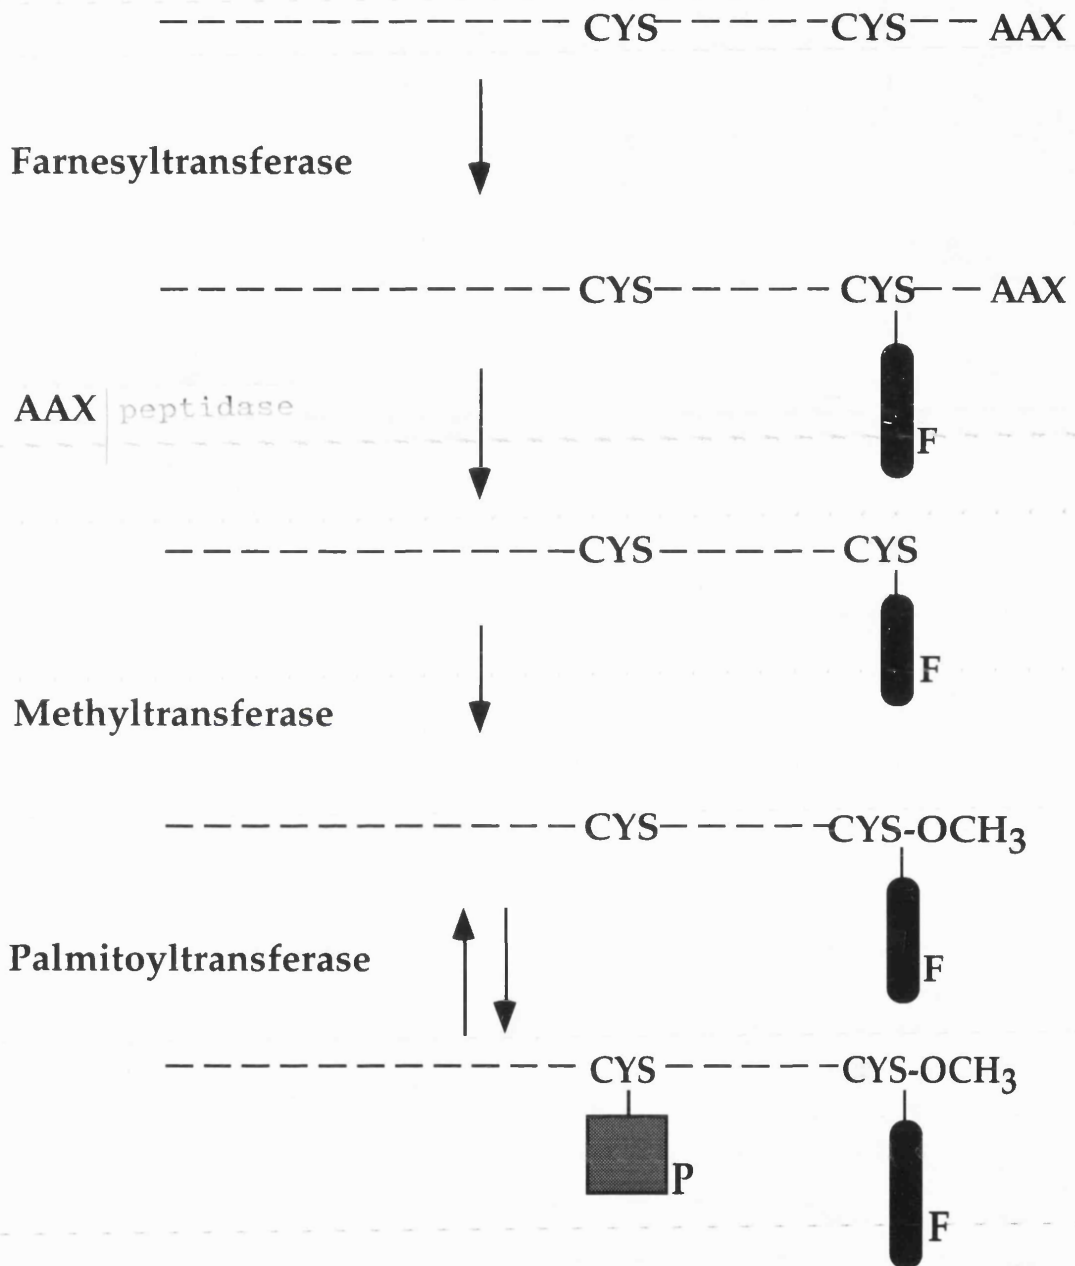 CYS CYS AAX
Farnesyltransferase
CYS CYS AAX
F
AAX peptidase
CYS CYS
F
Methyltransferase
CYS CYS-OCH₃
F
Palmitoyltransferase
CYS CYS-OCH₃
P
F